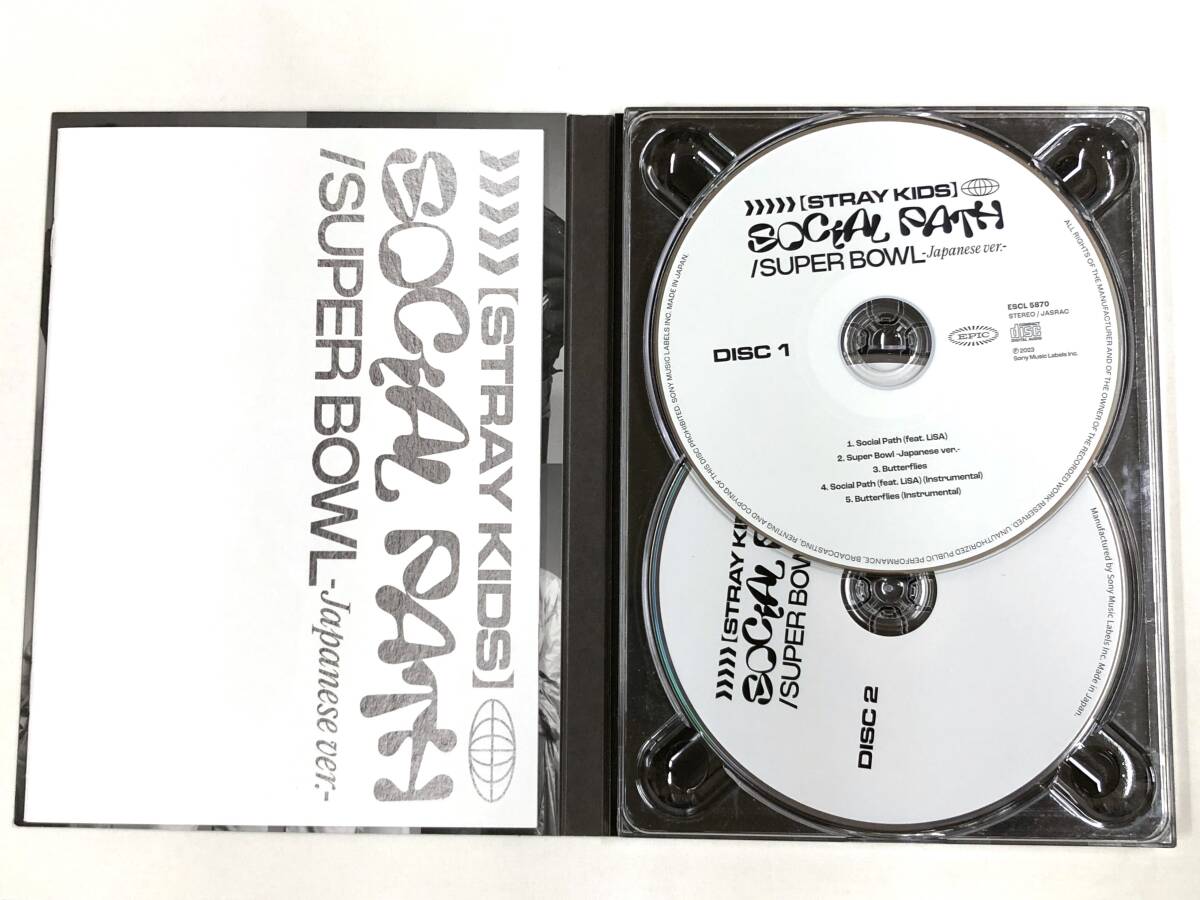 ❯❯❯❯❯[STRAY KIDS]
SOCIAL PATH
/SUPER BOWL-Japanese ver.-
❯❯❯❯❯[STRAY KIDS]
SOCIAL PATH
/SUPER BOWL-Japanese ver.-
DISC 1
EPIC
ESCL 5870
STEREO / JASRAC
disc
DIGITAL AUDIO
℗2023
Sony Music Labels Inc.
1. Social Path (feat. LiSA)
2. Super Bowl -Japanese ver.-
3. Butterflies
4. Social Path (feat. LiSA) (Instrumental)
5. Butterflies (Instrumental)
ALL RIGHTS OF THE MANUFACTURER AND OF THE OWNER OF THE RECORDED WORK RESERVED. UNAUTHORIZED PUBLIC PERFORMANCE, BROADCASTING, RENTING AND COPYING OF THIS DISC PROHIBITED. SONY MUSIC LABELS INC. MADE IN JAPAN.
❯❯❯❯❯[STRAY KID
SOCIAL P
/SUPER BOW
DISC 2
Manufactured by Sony Music Labels Inc. Made in Japan.